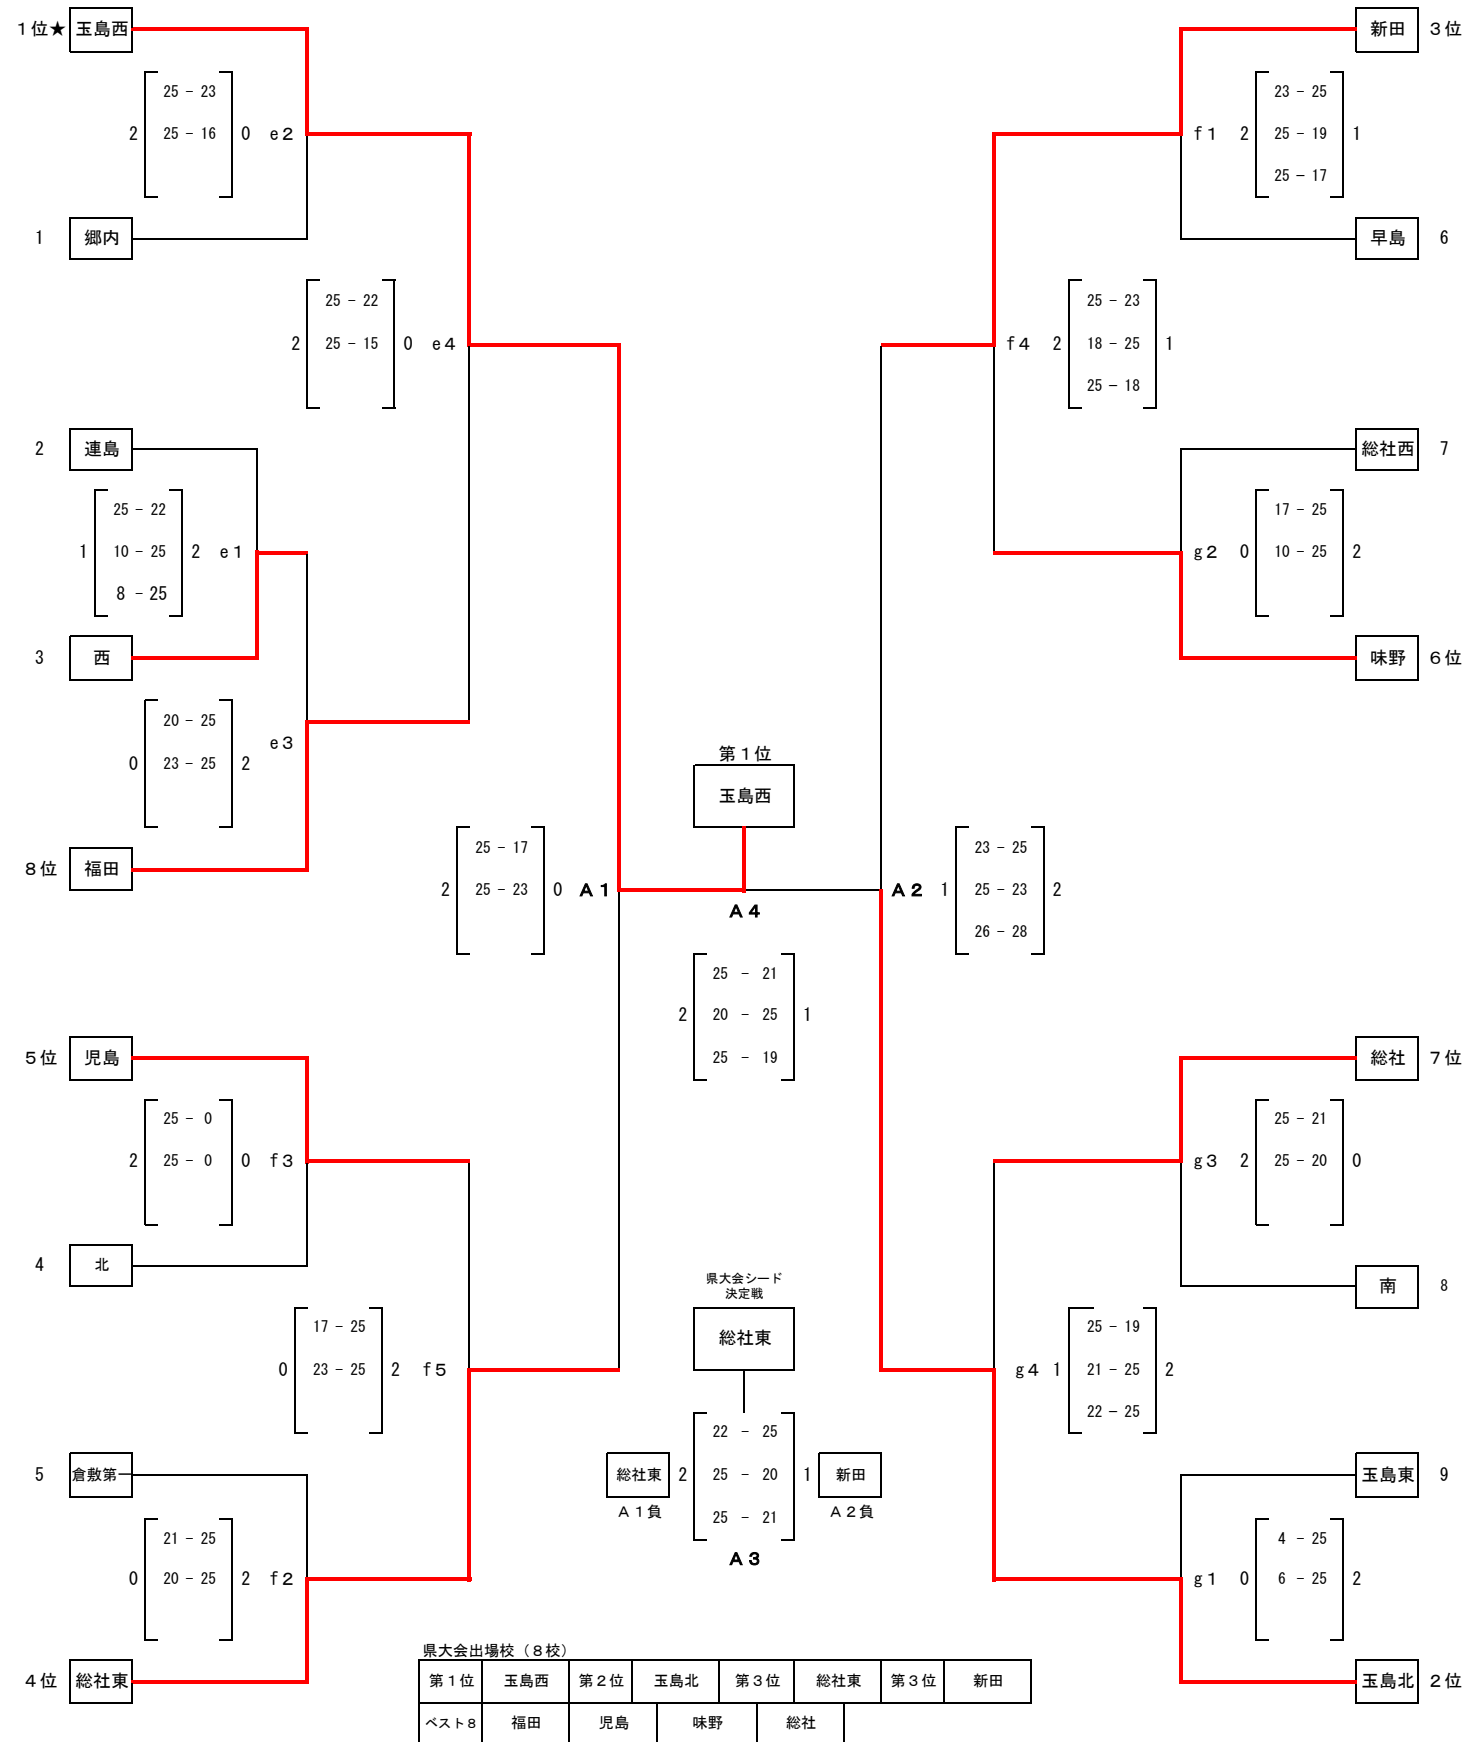 １位★ 玉島西
25 － 23
2 25 － 16 0 ｅ２
1 郷内
25 － 22
2 25 － 15 0 ｅ４
2 連島
25 － 22
1 10 － 25 2 ｅ１
8 － 25
3 西
20 － 25
ｅ３
0 23 － 25 2
８位 福田
25 － 17
2 25 － 23 0 Ａ１
５位 児島
25 － 0
2 25 － 0 0 ｆ３
4 北
17 － 25
0 23 － 25 2 ｆ５
5 倉敷第一
21 － 25
0 20 － 25 2 ｆ２
４位 総社東
第１位
玉島西
Ａ４
25 － 21
2 20 － 25 1
25 － 19
県大会シード
決定戦
総社東
22 － 25
総社東 2 25 － 20 1 新田
Ａ１負 25 － 21 Ａ２負
Ａ３
新田 ３位
23 － 25
ｆ１ 2 25 － 19 1
25 － 17
早島 6
25 － 23
ｆ４ 2 18 － 25 1
25 － 18
総社西 7
17 － 25
ｇ２ 0 10 － 25 2
味野 ６位
23 － 25
Ａ２ 1 25 － 23 2
26 － 28
総社 ７位
25 － 21
ｇ３ 2 25 － 20 0
南 8
25 － 19
ｇ４ 1 21 － 25 2
22 － 25
玉島東 9
4 － 25
ｇ１ 0 6 － 25 2
玉島北 ２位
県大会出場校（８校）
第１位 玉島西 第２位 玉島北 第３位 総社東 第３位 新田
ベスト８ 福田 児島 味野 総社